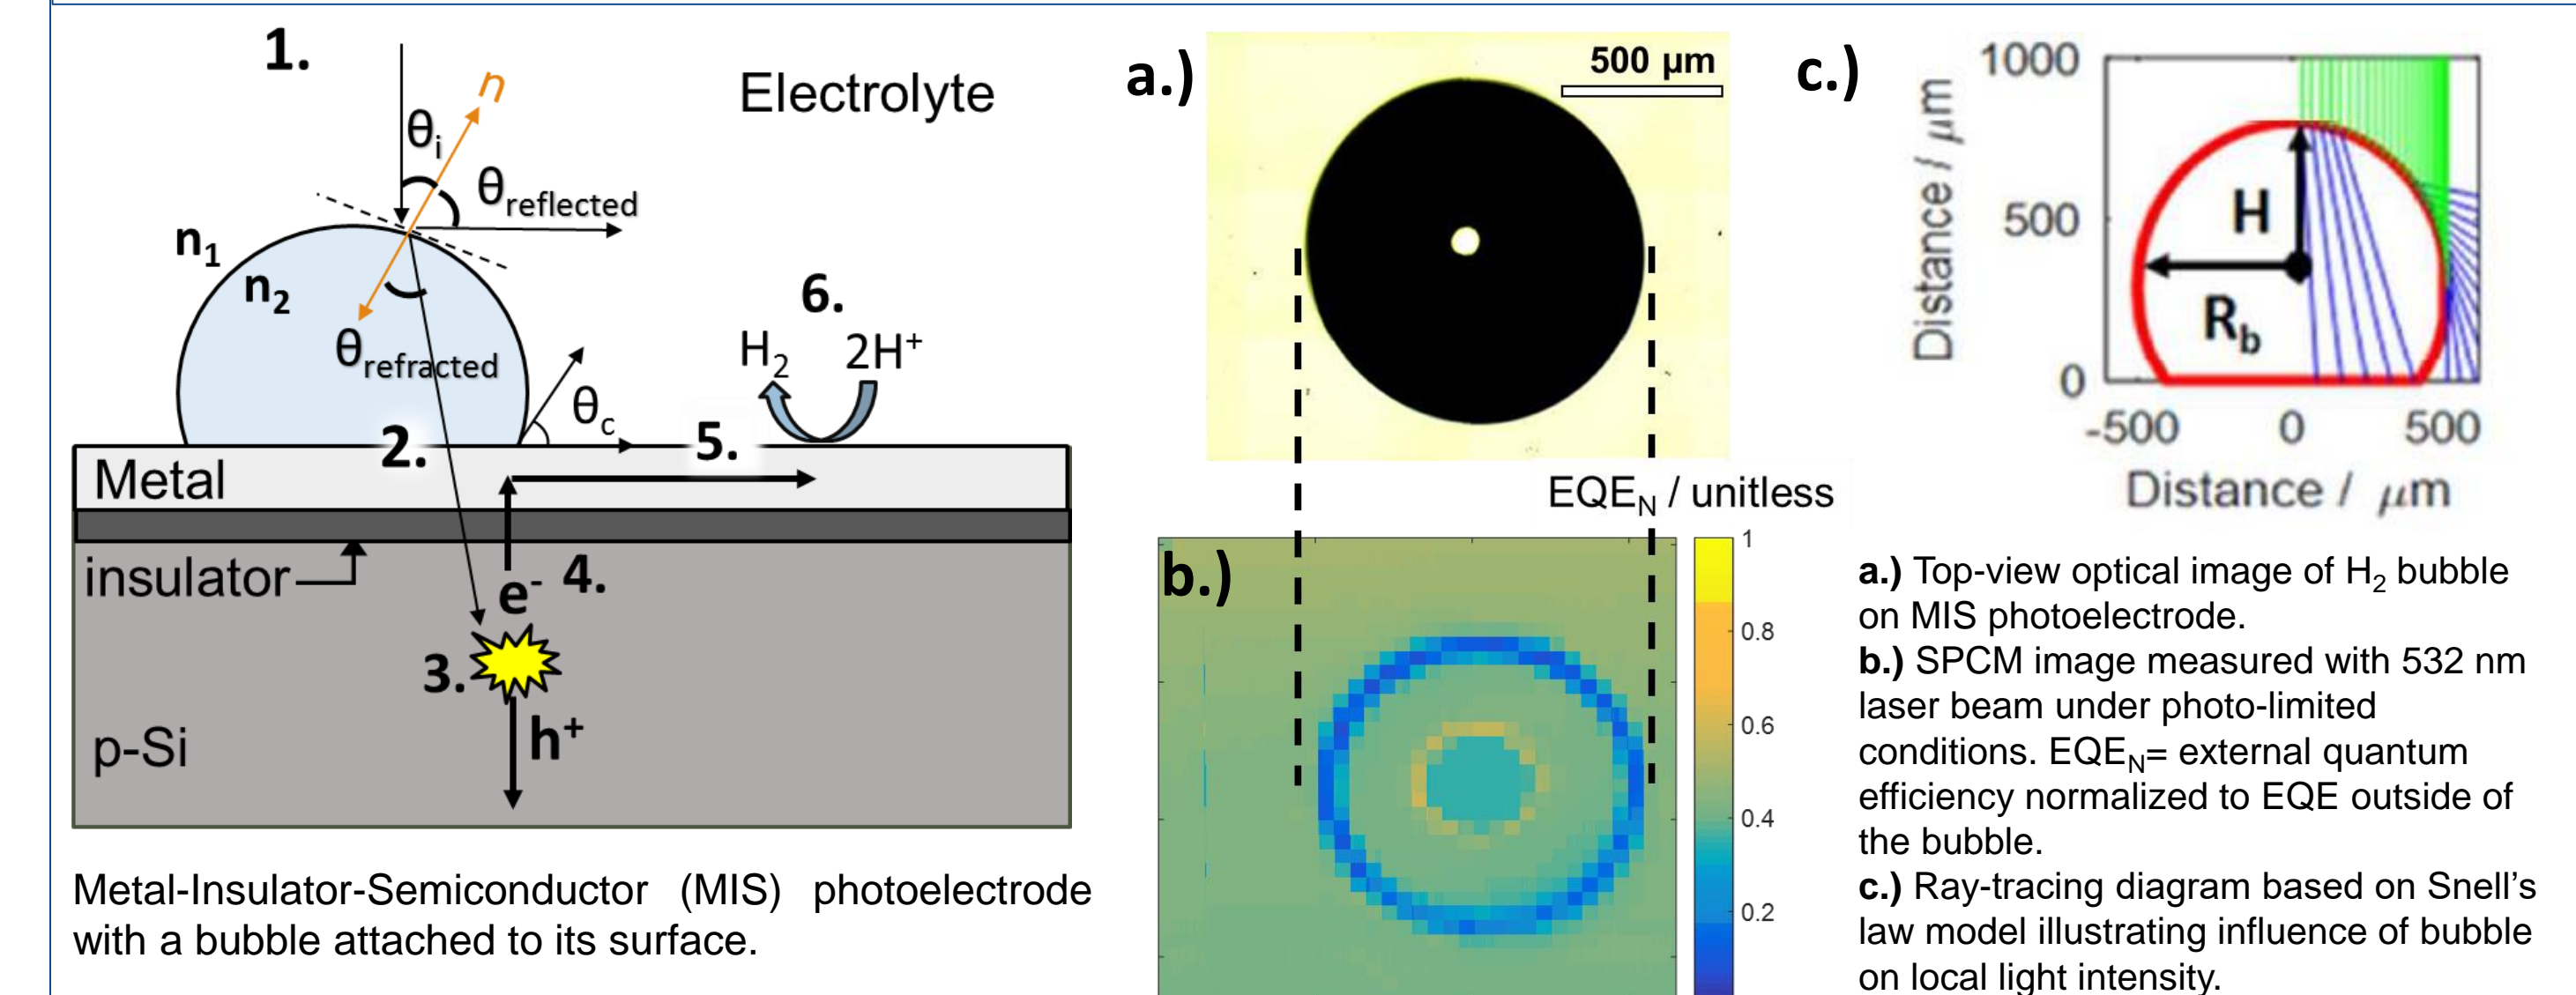 1.
n
Electrolyte
θi
θreflected
n1
n2
θrefracted
6.
H2 2H+
θc
2.
5.
Metal
insulator
e- 4.
3.
h+
p-Si
Metal-Insulator-Semiconductor (MIS) photoelectrode
with a bubble attached to its surface.
a.)
500 µm
EQEN / unitless
b.)
1
0.8
0.6
0.4
0.2
c.)
Distance / µm
1000
500
0
H
Rb
-500 0 500
Distance / µm
a.) Top-view optical image of H2 bubble
on MIS photoelectrode.
b.) SPCM image measured with 532 nm
laser beam under photo-limited
conditions. EQEN= external quantum
efficiency normalized to EQE outside of
the bubble.
c.) Ray-tracing diagram based on Snell’s
law model illustrating influence of bubble
on local light intensity.